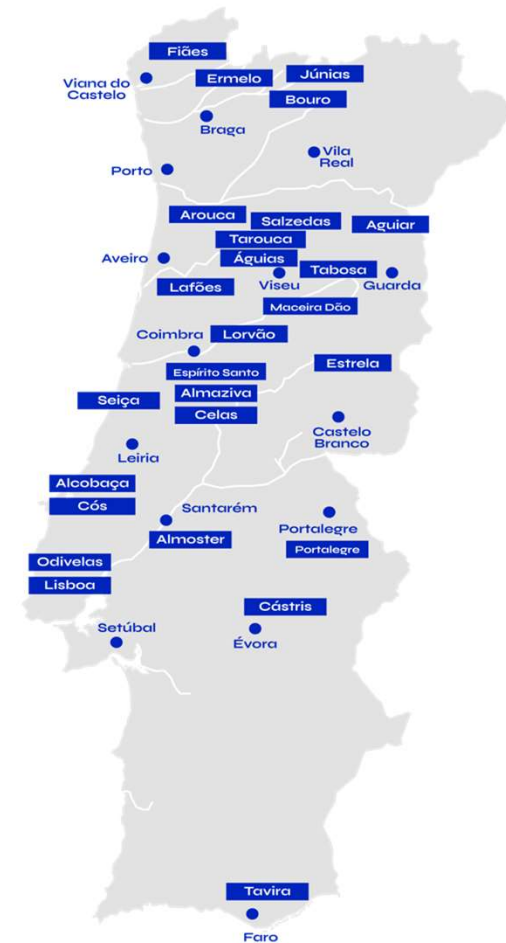 Fiães
Ermelo
Júnias
Viana do
Castelo
Bouro
Braga
Vila
Real
Porto
Arouca
Salzedas
Aguiar
Tarouca
Aveiro
Águias
Tabosa
Viseu
Guarda
Lafões
Maceira Dão
Coimbra
Lorvão
Estrela
Espírito Santo
Almaziva
Seiça
Celas
Castelo
Branco
Leiria
Alcobaça
Cós
Santarém
Portalegre
Almoster
Portalegre
Odivelas
Lisboa
Cástris
Setúbal
Évora
Tavira
Faro